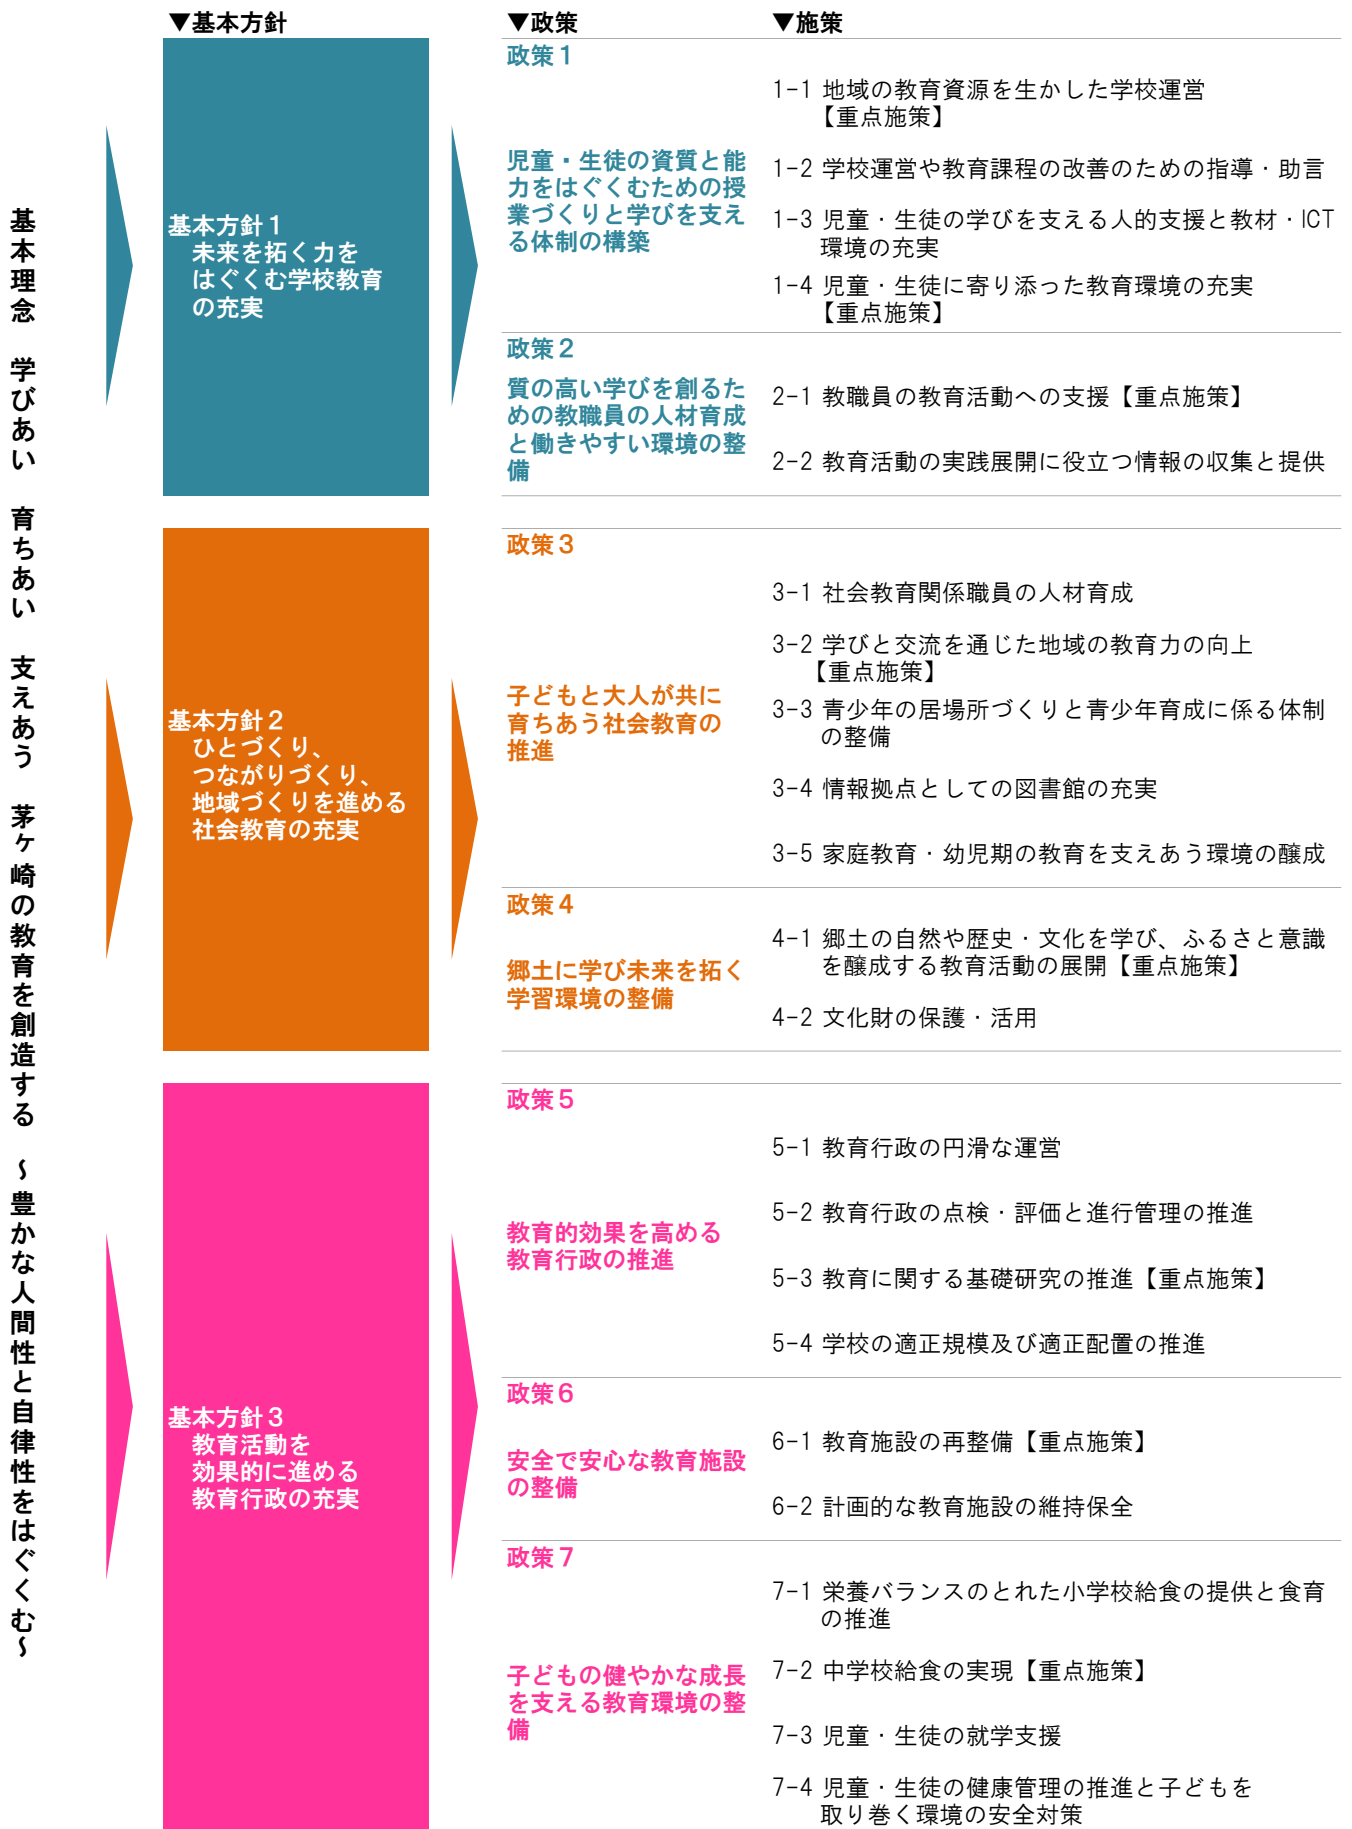 ▼基本方針
▼政策
▼施策
基本理念　学びあい　育ちあい　支えあう　茅ケ崎の教育を創造する　～豊かな人間性と自律性をはぐくむ～
基本方針１
未来を拓く力を
はぐくむ学校教育
の充実
政策１
児童・生徒の資質と能
力をはぐくむための授
業づくりと学びを支え
る体制の構築
1-1 地域の教育資源を生かした学校運営
【重点施策】
1-2 学校運営や教育課程の改善のための指導・助言
1-3 児童・生徒の学びを支える人的支援と教材・ICT
環境の充実
1-4 児童・生徒に寄り添った教育環境の充実
【重点施策】
政策２
質の高い学びを創るた
めの教職員の人材育成
と働きやすい環境の整
備
2-1 教職員の教育活動への支援【重点施策】
2-2 教育活動の実践展開に役立つ情報の収集と提供
基本方針２
ひとづくり、
つながりづくり、
地域づくりを進める
社会教育の充実
政策３
子どもと大人が共に
育ちあう社会教育の
推進
3-1 社会教育関係職員の人材育成
3-2 学びと交流を通じた地域の教育力の向上
【重点施策】
3-3 青少年の居場所づくりと青少年育成に係る体制
の整備
3-4 情報拠点としての図書館の充実
3-5 家庭教育・幼児期の教育を支えあう環境の醸成
政策４
郷土に学び未来を拓く
学習環境の整備
4-1 郷土の自然や歴史・文化を学び、ふるさと意識
を醸成する教育活動の展開【重点施策】
4-2 文化財の保護・活用
基本方針３
教育活動を
効果的に進める
教育行政の充実
政策５
教育的効果を高める
教育行政の推進
5-1 教育行政の円滑な運営
5-2 教育行政の点検・評価と進行管理の推進
5-3 教育に関する基礎研究の推進【重点施策】
5-4 学校の適正規模及び適正配置の推進
政策６
安全で安心な教育施設
の整備
6-1 教育施設の再整備【重点施策】
6-2 計画的な教育施設の維持保全
政策７
子どもの健やかな成長
を支える教育環境の整
備
7-1 栄養バランスのとれた小学校給食の提供と食育
の推進
7-2 中学校給食の実現【重点施策】
7-3 児童・生徒の就学支援
7-4 児童・生徒の健康管理の推進と子どもを
取り巻く環境の安全対策